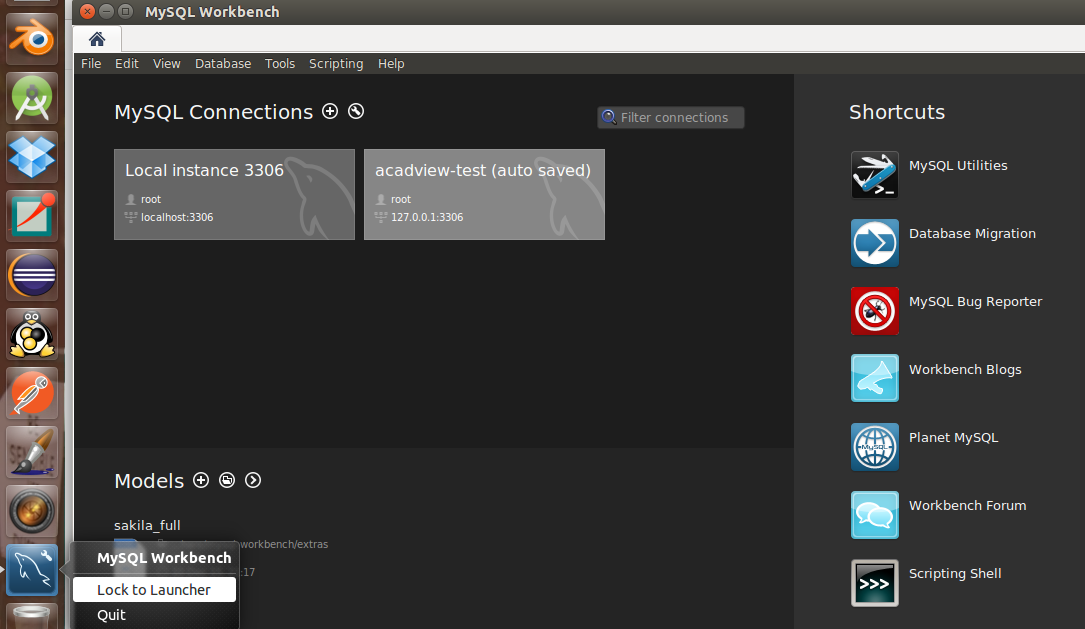 MySQL Workbench
File Edit View Database Tools Scripting Help
MySQL Connections
Filter connections
Local instance 3306
root
localhost:3306
acadview-test (auto saved)
root
127.0.0.1:3306
Shortcuts
MySQL Utilities
Database Migration
MySQL Bug Reporter
Workbench Blogs
Planet MySQL
MySQL
Workbench Forum
Scripting Shell
>>>
Models
sakila_full
workbench/extras
:17
MySQL Workbench
Lock to Launcher
Quit